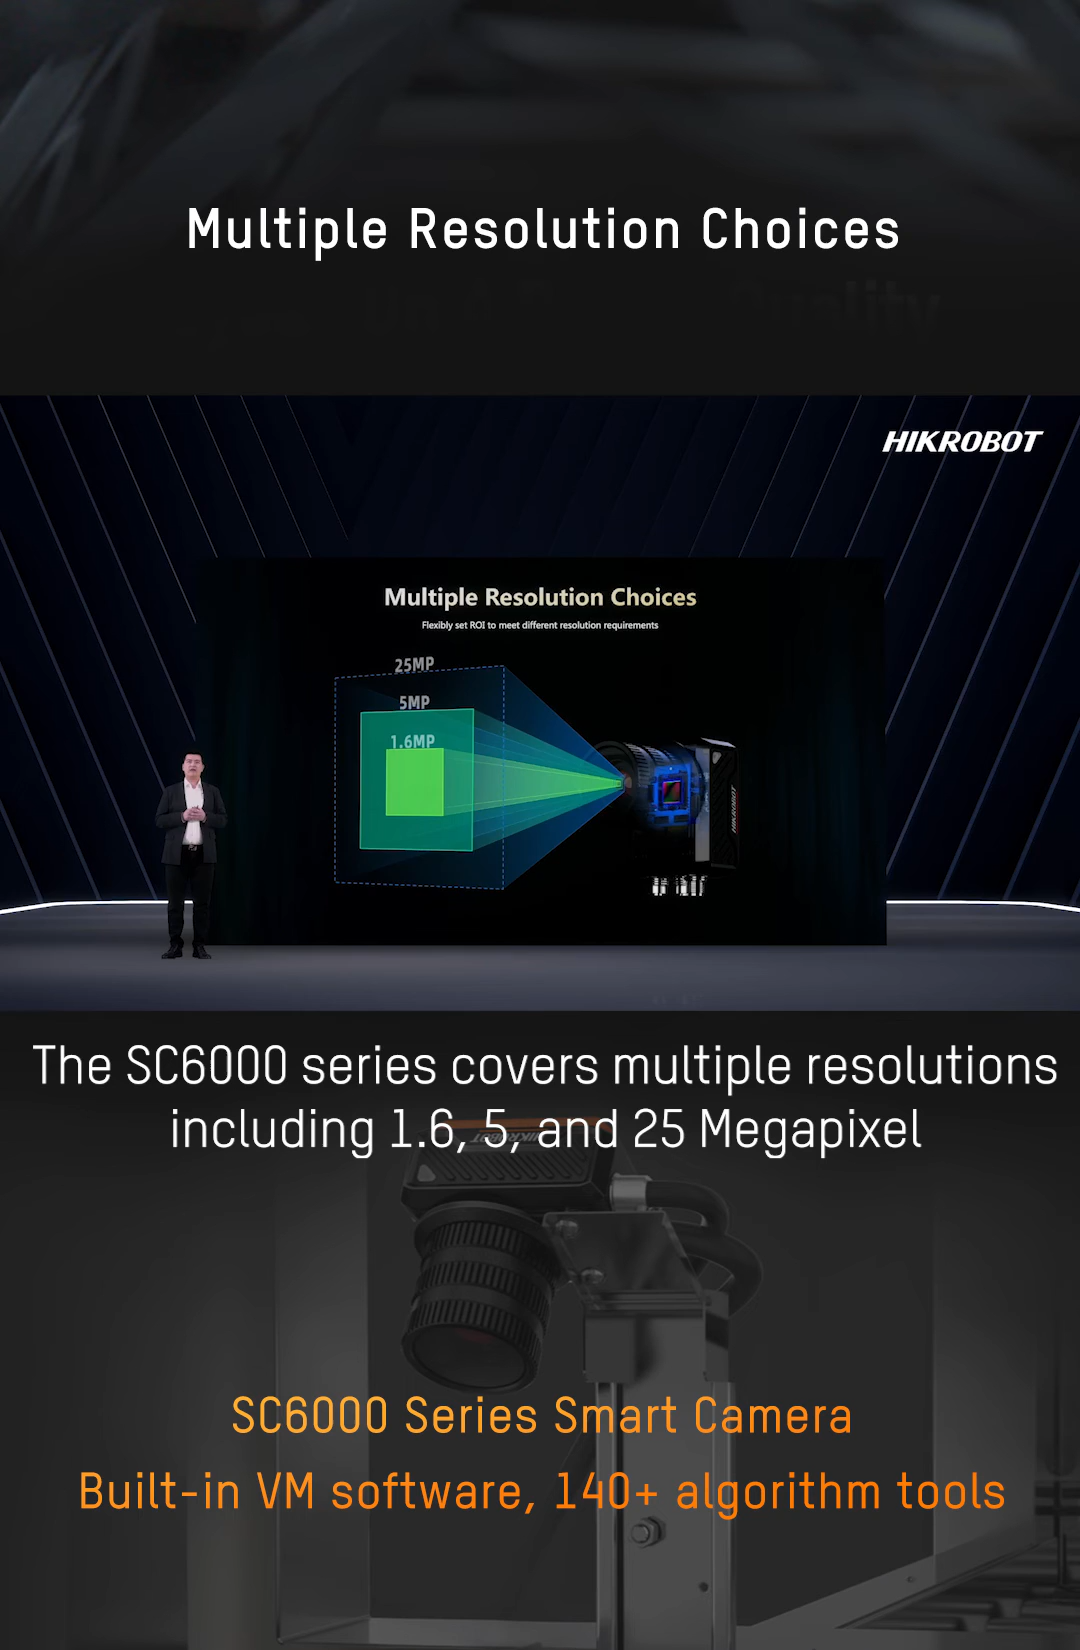 Multiple Resolution Choices
HIKROBOT
Multiple Resolution Choices
Flexibly set ROI to meet different resolution requirements
25MP
5MP
1.6MP
HIKROBOT
The SC6000 series covers multiple resolutions
including 1.6, 5, and 25 Megapixel
HIKROBOT
SC6000 Series Smart Camera
Built-in VM software, 140+ algorithm tools